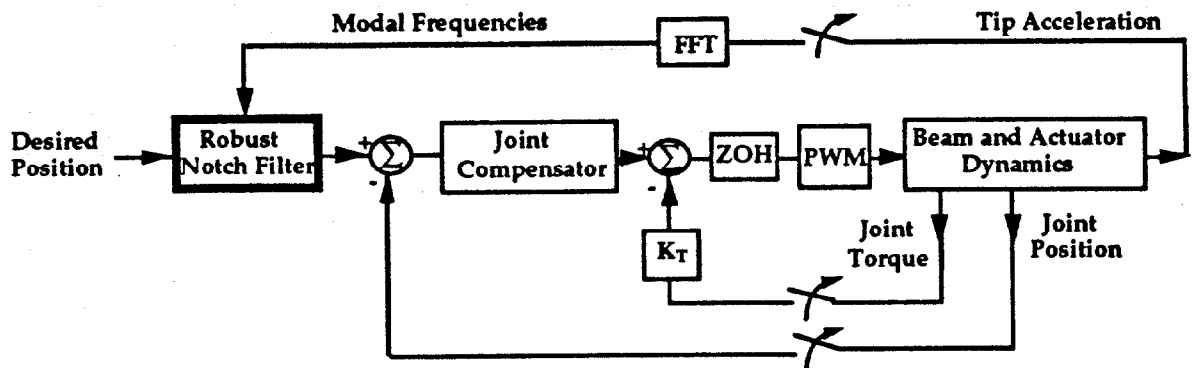 Modal Frequencies
Tip Acceleration
FFT
Desired
Position
Robust
Notch Filter
+
Σ
-
Joint
Compensator
+
Σ
-
ZOH
PWM
Beam and Actuator
Dynamics
KT
Joint
Torque
Joint
Position